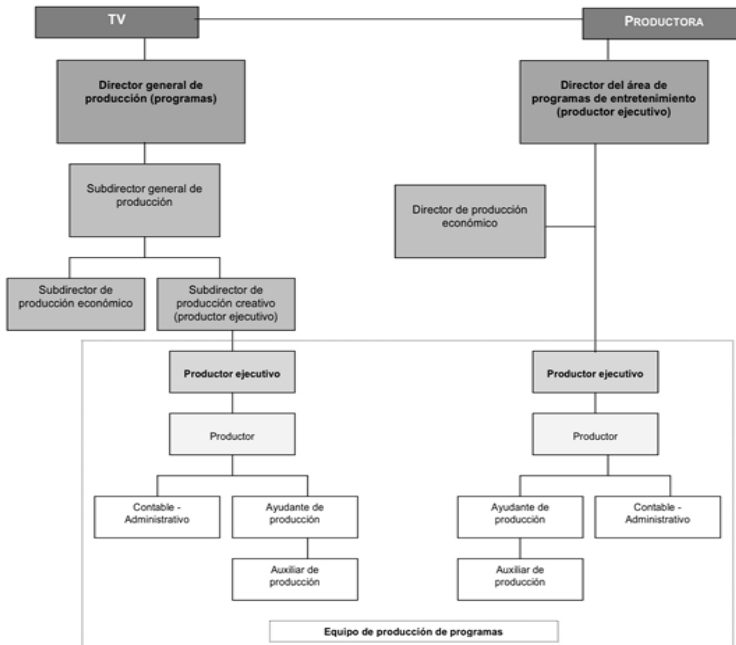 TV
PRODUCTORA
Director general de
producción (programas)
Director del área de
programas de entretenimiento
(productor ejecutivo)
Subdirector general de
producción
Director de producción
económico
Subdirector de
producción económico
Subdirector de
producción creativo
(productor ejecutivo)
Productor ejecutivo
Productor ejecutivo
Productor
Productor
Contable -
Administrativo
Ayudante de
producción
Ayudante de
producción
Contable -
Administrativo
Auxiliar de
producción
Auxiliar de
producción
Equipo de producción de programas